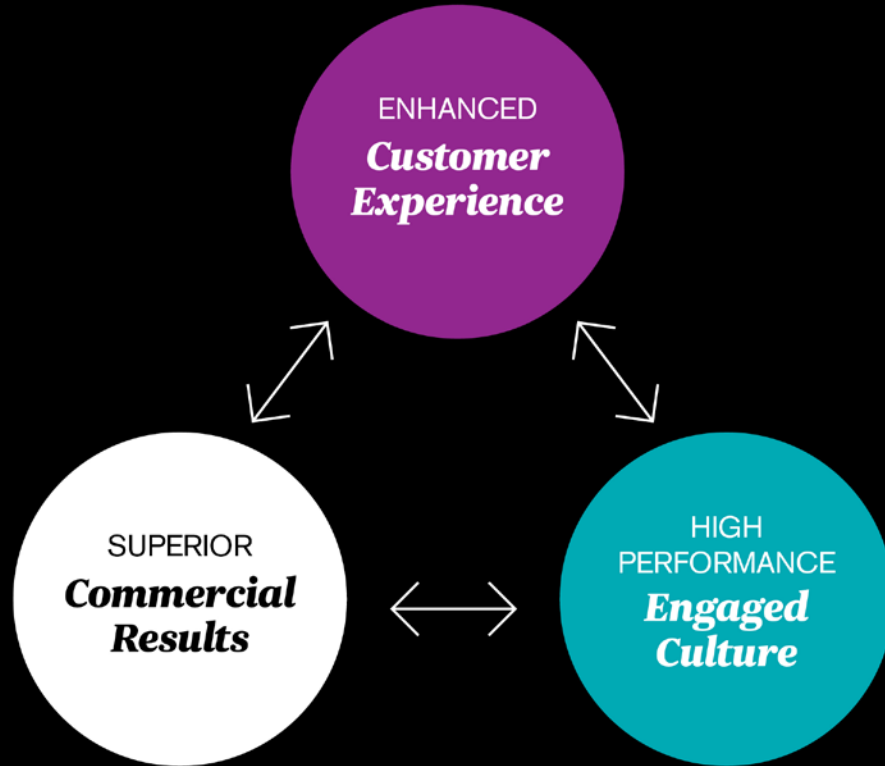 ENHANCED
Customer
Experience
SUPERIOR
Commercial
Results
HIGH
PERFORMANCE
Engaged
Culture